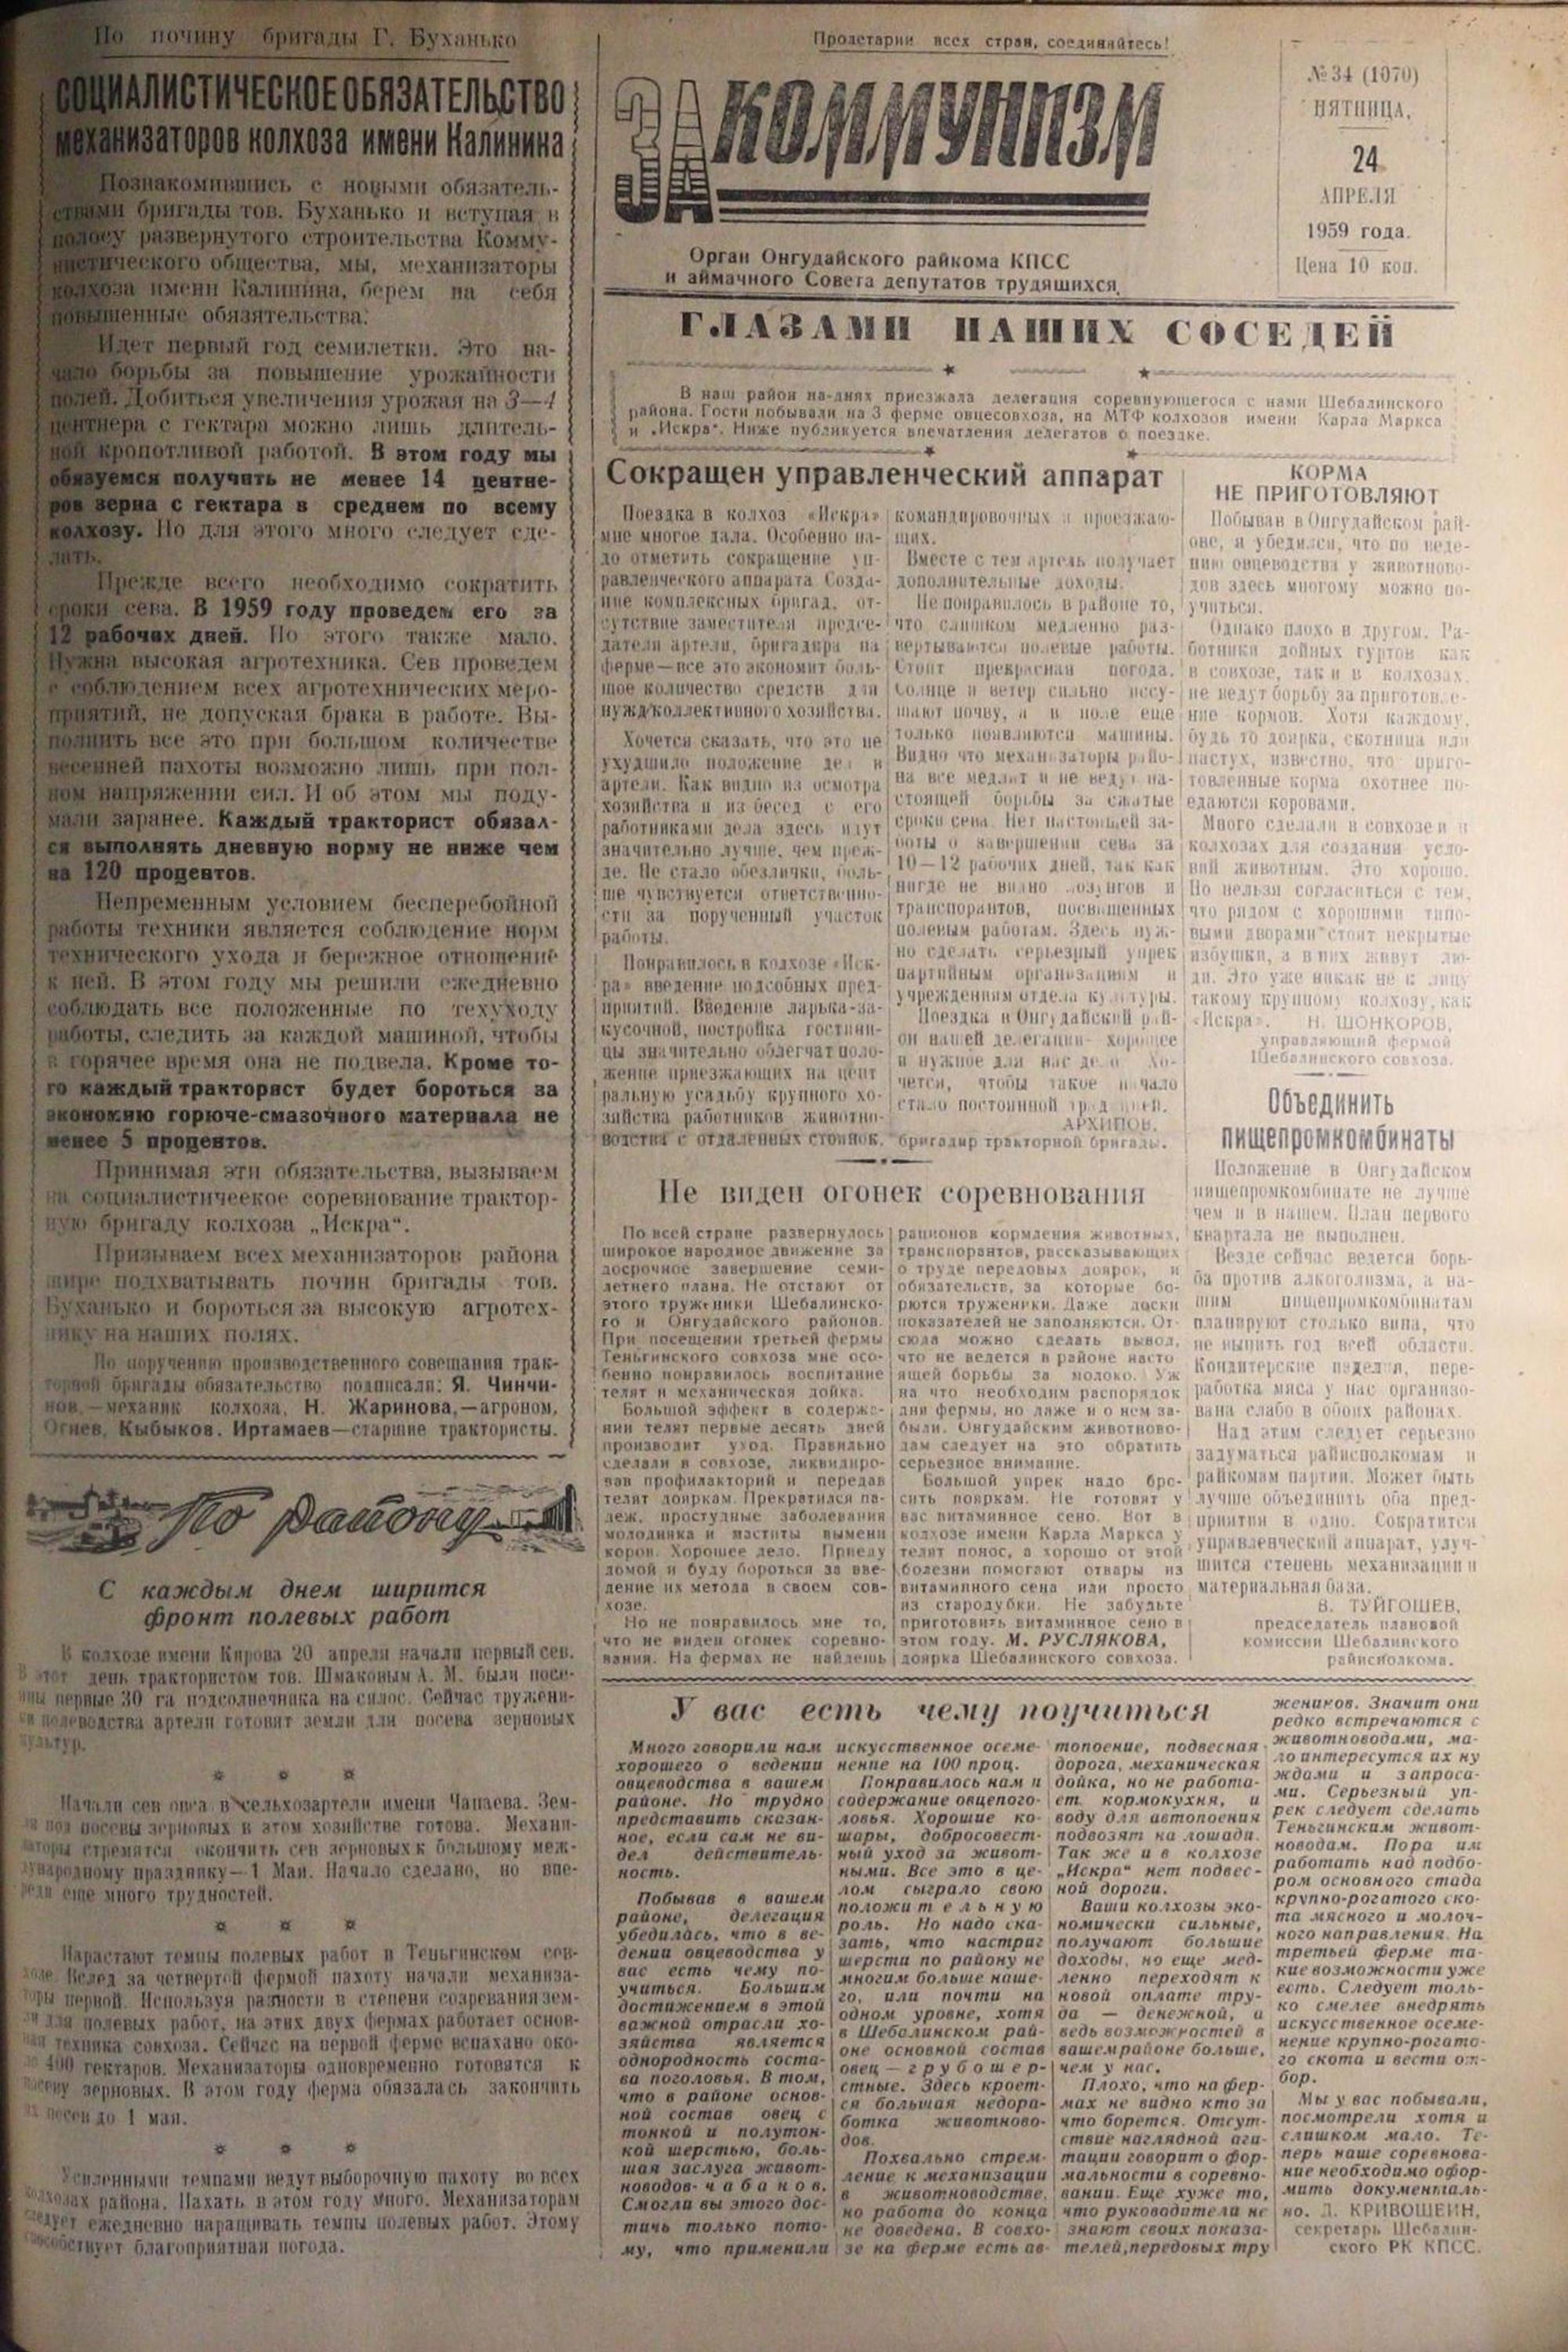 По почину бригады Г. Буханько
СОЦИАЛИСТИЧЕСКОЕ ОБЯЗАТЕЛЬСТВО
механизаторов колхоза имени Калинина
Познакомившись с новыми обязатель-
ствами бригады тов. Буханько и вступая в
полосу развернутого строительства Комму-
нистического общества, мы, механизаторы
колхоза имени Калинина, берем на себя
повышенные обязятельства.
Идет первый год семилетки. Это на-
чало борьбы за повышение урожайности
полей. Добиться увеличения урожая на 3—4
центнера с гектара можно лишь длитель-
ной кропотливой работой. В этом году мы
обязуемся получить не менее 14 центне-
ров зерна с гектара в среднем по всему
колхозу. Но для этого много следует сде-
лать.
Прежде всего необходимо сократить
сроки сева. В 1959 году проведем его за
12 рабочих дней. Но этого также мало.
Нужна высокая агротехника. Сев проведем
с соблюдением всех агротехнических меро-
приятий, не допуская брака в работе. Вы-
полнить все это при большом количестве
весенней пахоты возможно лишь при пол-
ном напряжении сил. И об этом мы поду-
мали заранее. Каждый тракторист обязал-
ся выполнять дневную норму не ниже чем
на 120 процентов.
Непременным условием бесперебойной
работы техники является соблюдение норм
технического ухода и бережное отношение
к ней. В этом году мы решили ежедневно
соблюдать все положенные по техуходу
работы, следить за каждой машиной, чтобы
в горячее время она не подвела. Кроме то-
го каждый тракторист будет бороться за
экономию горюче-смазочного материала не
менее 5 процентов.
Принимая эти обязательства, вызываем
на социалистическое соревнование трактор-
ную бригаду колхоза „Искра“.
Призываем всех механизаторов района
шире подхватывать почин бригады тов.
Буханько и бороться за высокую агротех-
нику на наших полях.
По поручению производственного совещания трак-
торной бригады обязательство подписали: Я. Чинчи-
нов,—механик колхоза, Н. Жаринова,—агроном,
Огнев, Кыбыков, Иртамаев—старшие трактористы.
По району
С каждым днем ширится
фронт полевых работ
В колхозе имени Кирова 20 апреля начали первый сев.
В этот день трактористом тов. Шмаковым А. М. были посе-
яны первые 30 га подсолнечника на силос. Сейчас тружени-
ки полеводства артели готовят земли для посева зерновых
культур.
Начали сев овса в сельхозартели имени Чапаева. Зем-
ля под посевы зерновых в этом хозяйстве готова. Механи-
заторы стремятся окончить сев зерновых к большому меж-
дународному празднику—1 Мая. Начало сделано, но впе-
реди еще много трудностей.
Нарастают темпы полевых работ в Теньгинском сов-
хозе. Вслед за четвертой фермой пахоту начали механиза-
торы первой. Используя разности в степени созревания зем-
ли для полевых работ, на этих двух фермах работает основ-
ная техника совхоза. Сейчас на первой ферме вспахано око-
ло 400 гектаров. Механизаторы одновременно готовятся к
посеву зерновых. В этом году ферма обязалась закончить
их посев до 1 мая.
Усиленными темпами ведут выборочную пахоту во всех
колхозах района. Пахать в этом году много. Механизаторам
следует ежедневно наращивать темпы полевых работ. Этому
способствует благоприятная погода.
Пролетарии всех стран, соединяйтесь!
ЗА КОММУНИЗМ
Орган Онгудайского райкома КПСС
и аймачного Совета депутатов трудящихся.
№ 34 (1070)
ПЯТНИЦА,
24
АПРЕЛЯ
1959 года.
Цена 10 коп.
ГЛАЗАМИ НАШИХ СОСЕДЕЙ
В наш район на-днях приезжала делегация соревнующегося с нами Шебалинского
района. Гости побывали на 3 ферме овцесовхоза, на МТФ колхозов имени Карла Маркса
и „Искра“. Ниже публикуется впечатления делегатов о поездке.
Сокращен управленческий аппарат
Поездка в колхоз «Искра»
мне многое дала. Особенно на-
до отметить сокращение уп-
равленческого аппарата. Созда-
ние комплексных бригад, от-
сутствие заместителя предсе-
дателя артели, бригадира на
ферме—все это экономит боль-
шое количество средств для
нужд коллективного хозяйства.
Хочется сказать, что это не
ухудшило положение дел в
артели. Как видно из осмотра
хозяйства и из бесед с его
работниками дела здесь идут
значительно лучше, чем преж-
де. Не стало обезлички, боль-
ше чувствуется ответственно-
сти за порученный участок
работы.
Понравилось в колхозе «Иск-
ра» введение подсобных пред-
приятий. Введение ларька-за-
кусочной, постройка гостини-
цы значительно облегчат поло-
жение приезжающих на цент
ральную усадьбу крупного хо-
зяйства работников животно-
водства с отдаленных стоянок,
командировочных и проезжаю-
щих.
Вместе с тем артель получает
дополнительные доходы.
Не понравилось в районе то,
что слишком медленно раз-
вертываются полевые работы.
Стоит прекрасная погода.
Солнце и ветер сильно иссу-
шают почву, а в поле еще
только появляются машины.
Видно что механизаторы райо-
на все медлят и не ведут на-
стоящей борьбы за сжатые
сроки сева. Нет настоящей за-
боты о завершении сева за
10—12 рабочих дней, так как
нигде не видно лозунгов и
транспорантов, посвященных
полевым работам. Здесь нуж-
но сделать серьезный упрек
партийным организациям и
учреждениям отдела культуры.
Поездка в Онгудайский рай-
он нашей делегации—хорошее
и нужное для нас дело. Хо-
чется, чтобы такое начало
стало постоянной традицией.
АРХИПОВ,
бригадир тракторной бригады.
КОРМА
НЕ ПРИГОТОВЛЯЮТ
Побывав в Онгудайском рай-
оне, я убедился, что по веде-
нию овцеводства у животново-
дов здесь многому можно по-
учиться.
Однако плохо в другом. Ра-
ботники дойных гуртов как
в совхозе, так и в колхозах,
не ведут борьбу за приготовле-
ние кормов. Хотя каждому,
будь то доярка, скотница или
пастух, известно, что приго-
товленные корма охотнее по-
едаются коровами.
Много сделали в совхозе и в
колхозах для создания усло-
вий животным. Это хорошо.
Но нельзя согласиться с тем,
что рядом с хорошими типо-
выми дворами стоят некрытые
избушки, а в них живут лю-
ди. Это уже никак не к лицу
такому крупному колхозу, как
«Искра». Н. ШОНКОРОВ,
управляющий фермой
Шебалинского совхоза.
Объединить
пищепромкомбинаты
Положение в Онгудайском
пищепромкомбинате не лучше
чем и в нашем. План первого
квартала не выполнен.
Везде сейчас ведется борь-
ба против алкоголизма, а на-
шим пищепромкомбинатам
планируют столько вина, что
не выпить год всей области.
Кондитерские изделия, пере-
работка мяса у нас организо-
вана слабо в обоих районах.
Над этим следует серьезно
задуматься райисполкомам и
райкомам партии. Может быть
лучше объединить оба пред-
приятия в одно. Сократится
управленческий аппарат, улуч-
шится степень механизации и
материальная база.
В. ТУЙГОШЕВ,
председатель плановой
комиссии Шебалинского
райисполкома.
Не виден огонек соревнования
По всей стране развернулось
широкое народное движение за
досрочное завершение семи-
летнего плана. Не отстают от
этого труженики Шебалинско-
го и Онгудайского районов.
При посещении третьей фермы
Теньгинского совхоза мне осо-
бенно понравилось воспитание
телят и механическая дойка.
Большой эффект в содержа-
нии телят первые десять дней
производит уход. Правильно
сделали в совхозе, ликвидиро-
вав профилакторий и передав
телят дояркам. Прекратился па-
деж, простудные заболевания
молодняка и маститы вымени
коров. Хорошее дело. Приеду
домой и буду бороться за вве-
дение их метода в своем сов-
хозе.
Но не понравилось мне то,
что не виден огонек соревно-
вания. На фермах не найдешь
рационов кормления животных,
транспорантов, рассказывающих
о труде передовых доярок, и
обязательств, за которые бо-
рются труженики. Даже доски
показателей не заполняются. От-
сюда можно сделать вывод,
что не ведется в районе насто
ящей борьбы за молоко. Уж
на что необходим распорядок
дня фермы, но даже и о нем за-
были. Онгудайским животново-
дам следует на это обратить
серьезное внимание.
Большой упрек надо бро-
сить дояркам. Не готовят у
вас витаминное сено. Вот в
колхозе имени Карла Маркса у
телят понос, а хорошо от этой
болезни помогают отвары из
витаминного сена или просто
из стародубки. Не забудьте
приготовить витаминное сено в
этом году. М. РУСЛЯКОВА,
доярка Шебалинского совхоза.
У вас есть чему поучиться
Много говорили нам
хорошего о ведении
овцеводства в вашем
районе. Но трудно
представить сказан-
ное, если сам не ви-
дел действитель-
ность.
Побывав в вашем
районе, делегация
убедилась, что в ве-
дении овцеводства у
вас есть чему по-
учиться. Большим
достижением в этой
важной отрасли хо-
зяйства является
однородность соста-
ва поголовья. В том,
что в районе основ-
ной состав овец с
тонкой и полутон-
кой шерстью, боль-
шая заслуга живот-
новодов-чабанов.
Смогли вы этого дос-
тичь только пото-
му, что применили
искусственное осеме-
нение на 100 проц.
Понравилось нам и
содержание овцепого-
ловья. Хорошие ко-
шары, добросовест-
ный уход за живот-
ными. Все это в це-
лом сыграло свою
положительную
роль. Но надо ска-
зать, что настриг
шерсти по району не
многим больше наше-
го, или почти на
одном уровне, хотя
в Шебалинском рай-
оне основной состав
овец — грубошер-
стные. Здесь кроет-
ся большая недора-
ботка животново-
дов.
Похвально стрем-
ление к механизации
в животноводстве,
но работа до конца
не доведена. В совхо-
зе на ферме есть ав-
топоение, подвесная
дорога, механическая
дойка, но не работа-
ет кормокухня, и
воду для автопоения
подвозят на лошади.
Так же и в колхозе
„Искра“ нет подвес-
ной дороги.
Ваши колхозы эко-
номически сильные,
получают большие
доходы, но еще мед-
ленно переходят к
новой оплате тру-
да — денежной, а
ведь возможностей в
вашем районе больше,
чем у нас.
Плохо, что на фер-
мах не видно кто за
что борется. Отсут-
ствие наглядной аги-
тации говорит о фор-
мальности в соревно-
вании. Еще хуже то,
что руководители не
знают своих показа-
телей, передовых тру
жеников. Значит они
редко встречаются с
животноводами, ма-
ло интересутся их ну
ждами и запроса-
ми. Серьезный уп-
рек следует сделать
Теньгинским живот-
новодам. Пора им
работать над подбо-
ром основного стада
крупно-рогатого ско-
та мясного и молоч-
ного направления. На
третьей ферме та-
кие возможности уже
есть. Следует толь-
ко смелее внедрять
искусственное осеме-
нение крупно-рогато-
го скота и вести от-
бор.
Мы у вас побывали,
посмотрели хотя и
слишком мало. Те-
перь наше соревнова-
ние необходимо офор-
мить документаль-
но. Д. КРИВОШЕИН,
секретарь Шебалин-
ского РК КПСС.